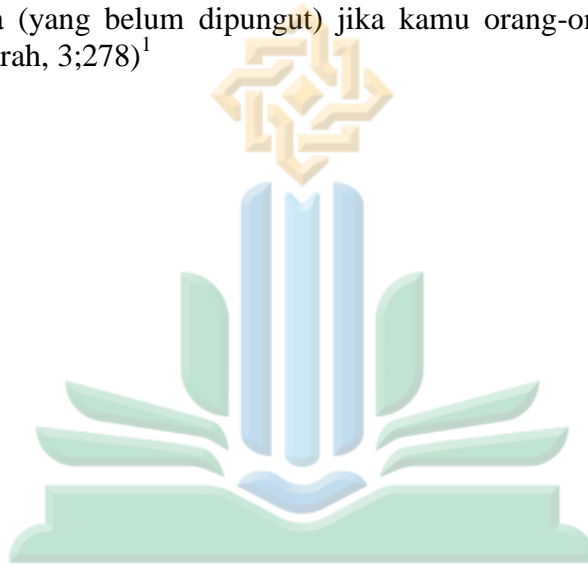 (yang belum dipungut) jika kamu orang-or
rah, 3;278)¹